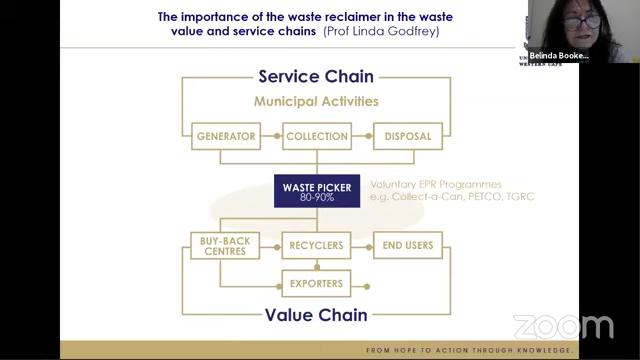 The importance of the waste reclaimer in the waste
value and service chains (Prof Linda Godfrey)
Belinda Booke...
WESTERN CAPE
Service Chain
Municipal Activities
GENERATOR
COLLECTION
DISPOSAL
WASTE PICKER
80-90%
Voluntary EPR Programmes
e.g. Collect-a-Can, PETCO, TGRC
BUY-BACK
CENTRES
RECYCLERS
END USERS
EXPORTERS
Value Chain
zoom
FROM HOPE TO ACTION THROUGH KNOWLEDGE.